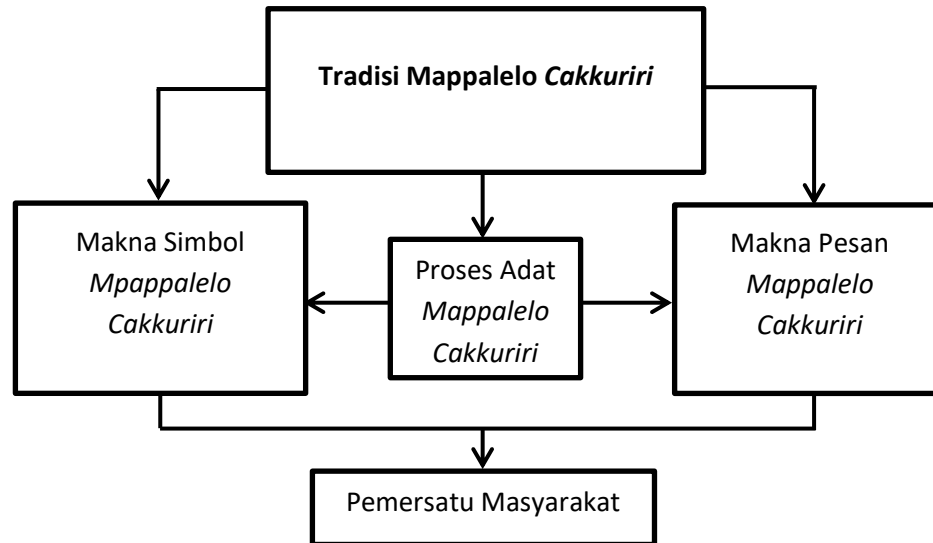 Tradisi Mappalelo Cakkuriri
Makna Simbol
Mpappalelo
Cakkuriri
Proses Adat
Mappalelo
Cakkuriri
Makna Pesan
Mappalelo
Cakkuriri
Pemersatu Masyarakat